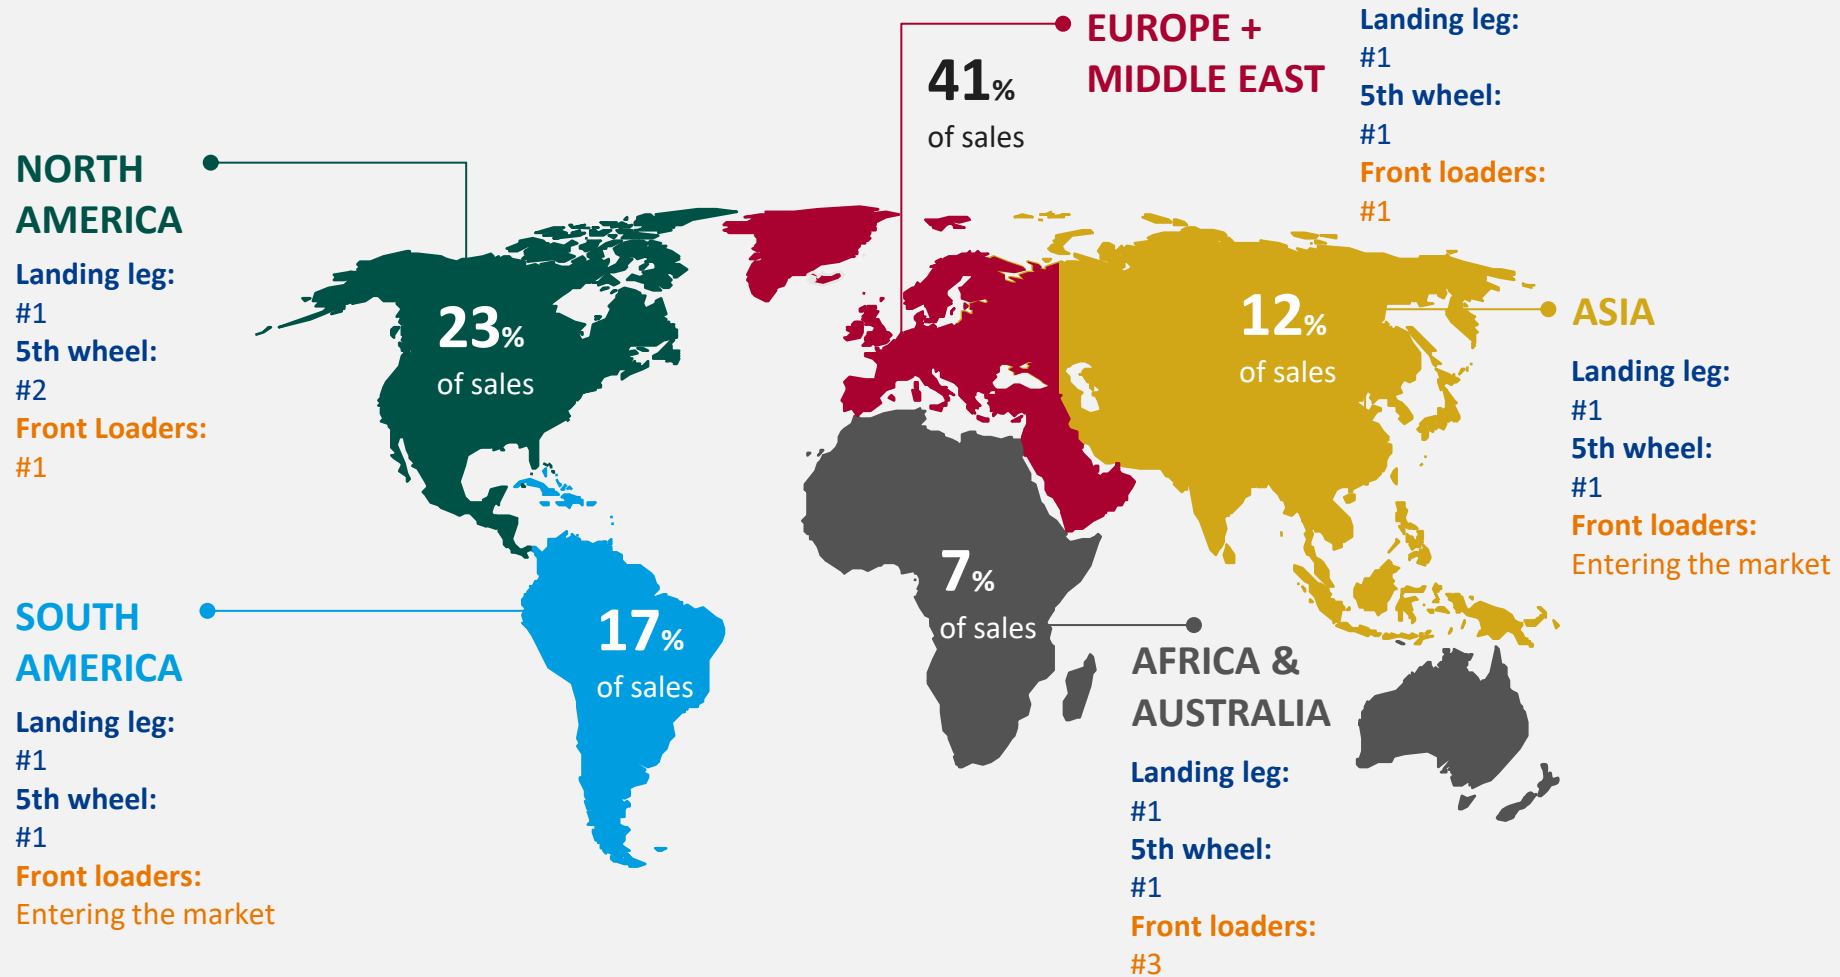 EUROPE +
MIDDLE EAST
41%
of sales
Landing leg:
#1
5th wheel:
#1
Front loaders:
#1
NORTH
AMERICA
Landing leg:
#1
5th wheel:
#2
Front Loaders:
#1
23%
of sales
12%
of sales
ASIA
Landing leg:
#1
5th wheel:
#1
Front loaders:
Entering the market
SOUTH
AMERICA
Landing leg:
#1
5th wheel:
#1
Front loaders:
Entering the market
17%
of sales
7%
of sales
AFRICA &
AUSTRALIA
Landing leg:
#1
5th wheel:
#1
Front loaders:
#3